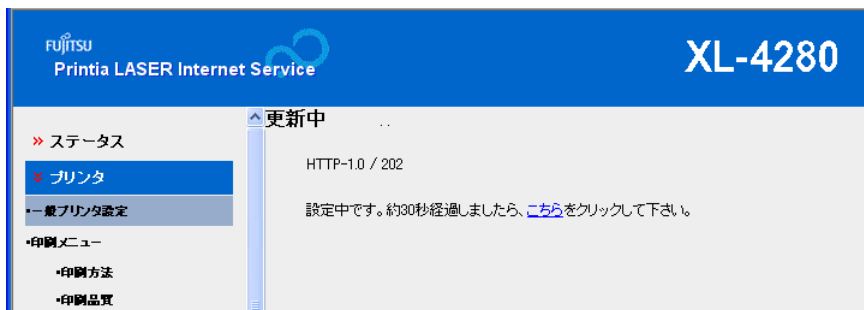 FUJITSU
Printia LASER Internet Service
XL-4280
» ステータス
» プリンタ
•一般プリンタ設定
•印刷メニュー
•印刷方法
•印刷品質
更新中 ..
HTTP-1.0 / 202
設定中です。約30秒経過しましたら、こちらをクリックして下さい。